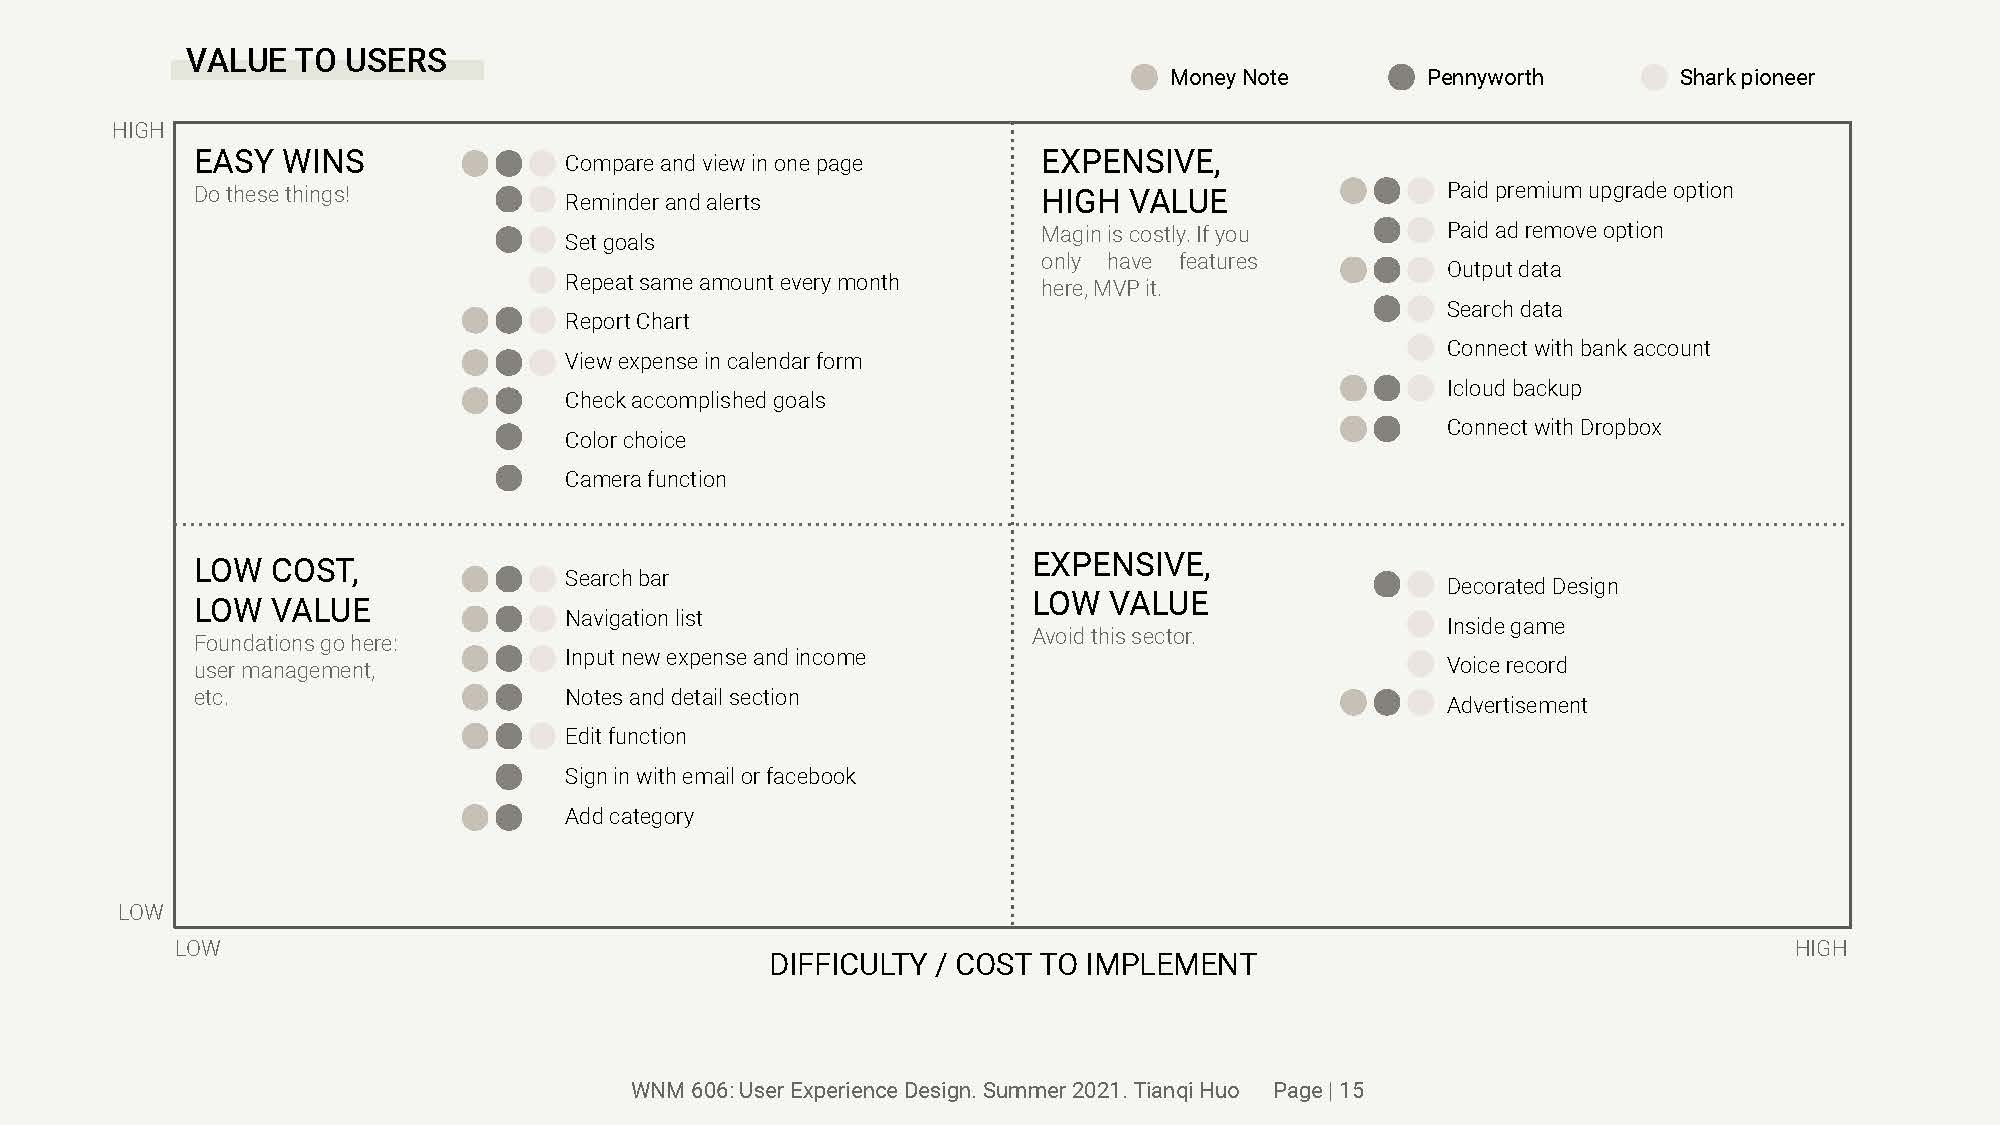 VALUE TO USERS
Money Note
Pennyworth
Shark pioneer
HIGH
EASY WINS
Do these things!
Compare and view in one page
Reminder and alerts
Set goals
Repeat same amount every month
Report Chart
View expense in calendar form
Check accomplished goals
Color choice
Camera function
EXPENSIVE,
HIGH VALUE
Magin is costly. If you
only have features
here, MVP it.
Paid premium upgrade option
Paid ad remove option
Output data
Search data
Connect with bank account
Icloud backup
Connect with Dropbox
LOW COST,
LOW VALUE
Foundations go here:
user management,
etc.
Search bar
Navigation list
Input new expense and income
Notes and detail section
Edit function
Sign in with email or facebook
Add category
EXPENSIVE,
LOW VALUE
Avoid this sector.
Decorated Design
Inside game
Voice record
Advertisement
LOW
LOW
HIGH
DIFFICULTY / COST TO IMPLEMENT
WNM 606: User Experience Design. Summer 2021. Tianqi Huo Page | 15